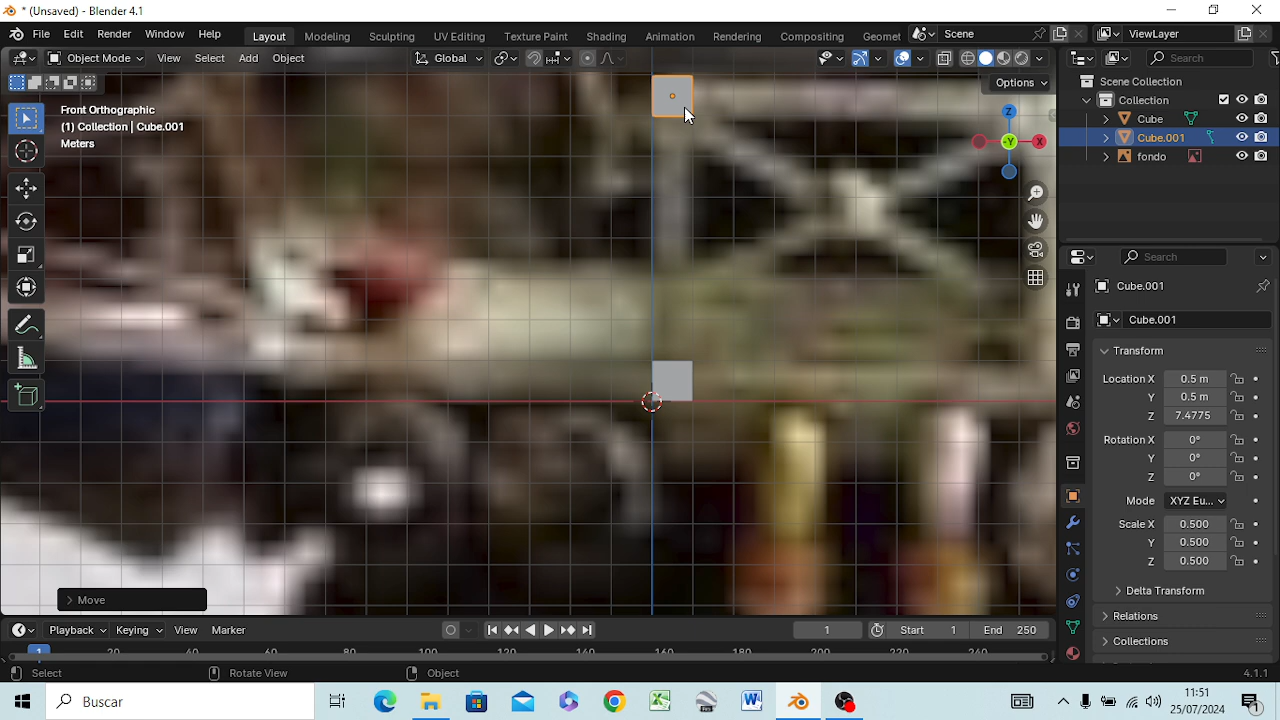 * (Unsaved) - Blender 4.1
File Edit Render Window Help
Layout Modeling Sculpting UV Editing Texture Paint Shading Animation Rendering Compositing Geomet
Scene
ViewLayer
Object Mode View Select Add Object
Global
Search
Options
Front Orthographic
(1) Collection | Cube.001
Meters
Z
X
-Y
Scene Collection
Collection
Cube
Cube.001
fondo
Search
Cube.001
Cube.001
Transform
Location X 0.5 m
Y 0.5 m
Z 7.4775
Rotation X 0°
Y 0°
Z 0°
Mode XYZ Eu...
Scale X 0.500
Y 0.500
Z 0.500
Delta Transform
Relations
Collections
Move
Playback Keying View Marker
1
Start 1
End 250
1 20 40 60 80 100 120 140 160 180 200 220 240
Select
Rotate View
Object
4.1.1
Buscar
11:51
25/07/2024
1